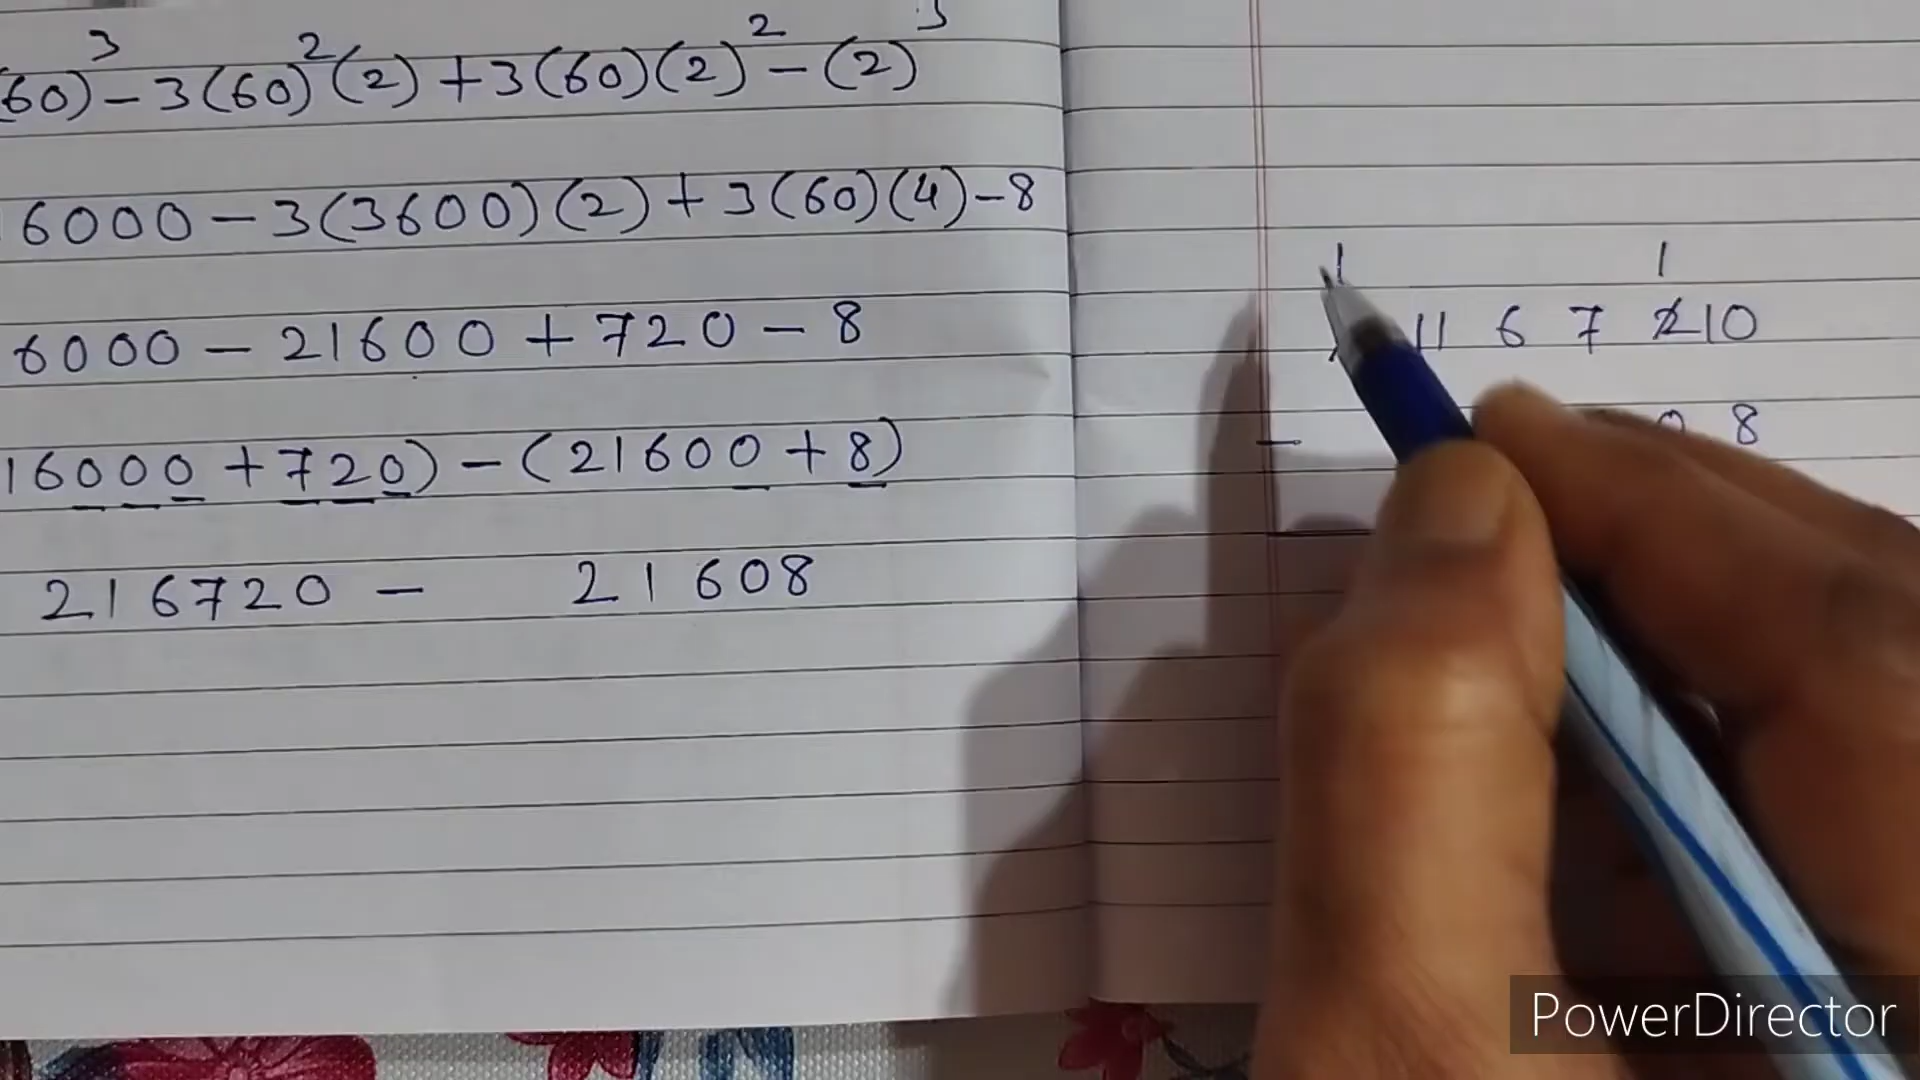 60)³ - 3(60)²(2) + 3(60)(2)² - (2)³
16000 - 3(3600)(2) + 3(60)(4) - 8
6000 - 21600 + 720 - 8
16000 + 720) - (21600 + 8)
216720 - 21608
1 1
11 6 7 2 10
- 0 8
PowerDirector